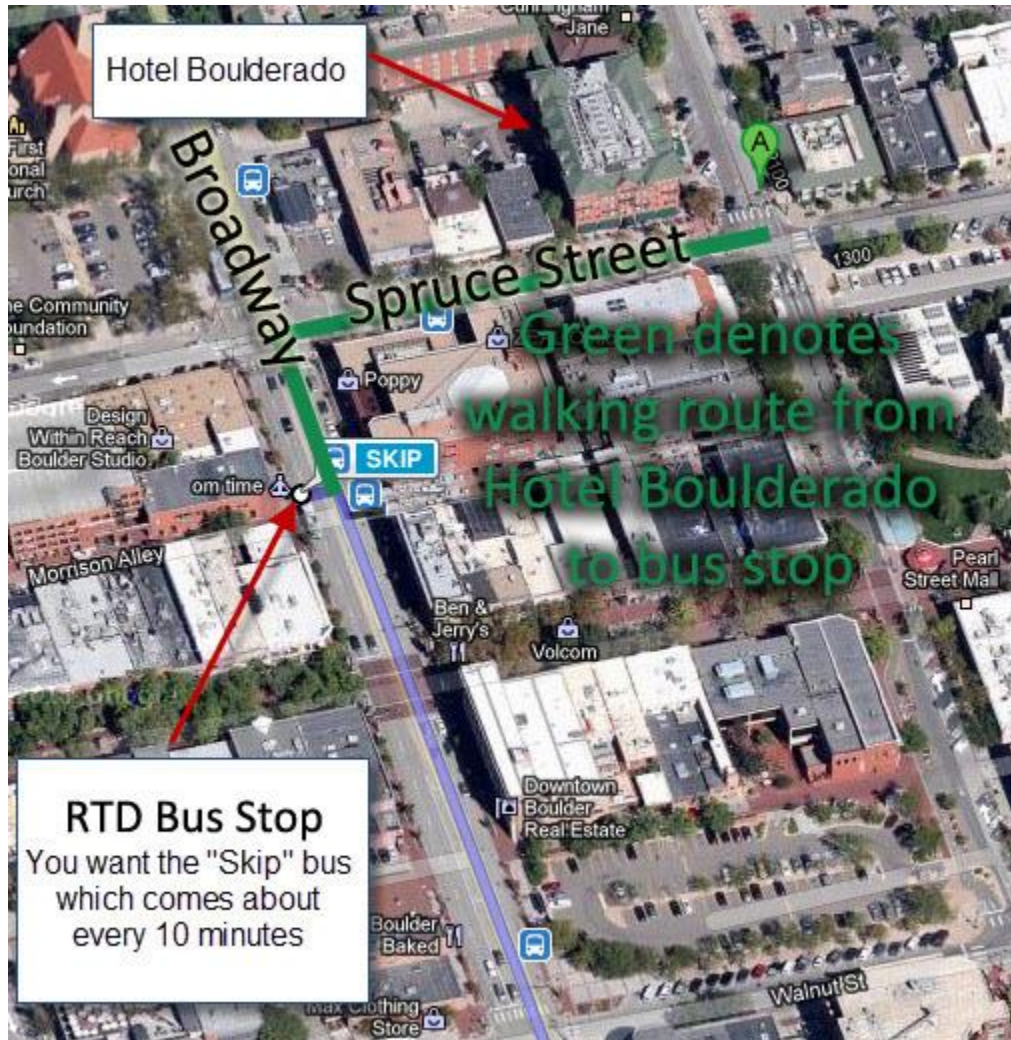 Cunningham
Jane
Hotel Boulderado
First
Broadway
A
Spruce Street
1300
Poppy
Green denotes
walking route from
Hotel Boulderado
to bus stop
Design
Within Reach
Boulder Studio
SKIP
om time
Morrison Alley
Pearl
Street Mall
Ben &
Jerry's
Volcom
RTD Bus Stop
You want the "Skip" bus
which comes about
every 10 minutes
Downtown
Boulder
Real Estate
Boulder
Baked
Walnut St
Max Clothing
Store